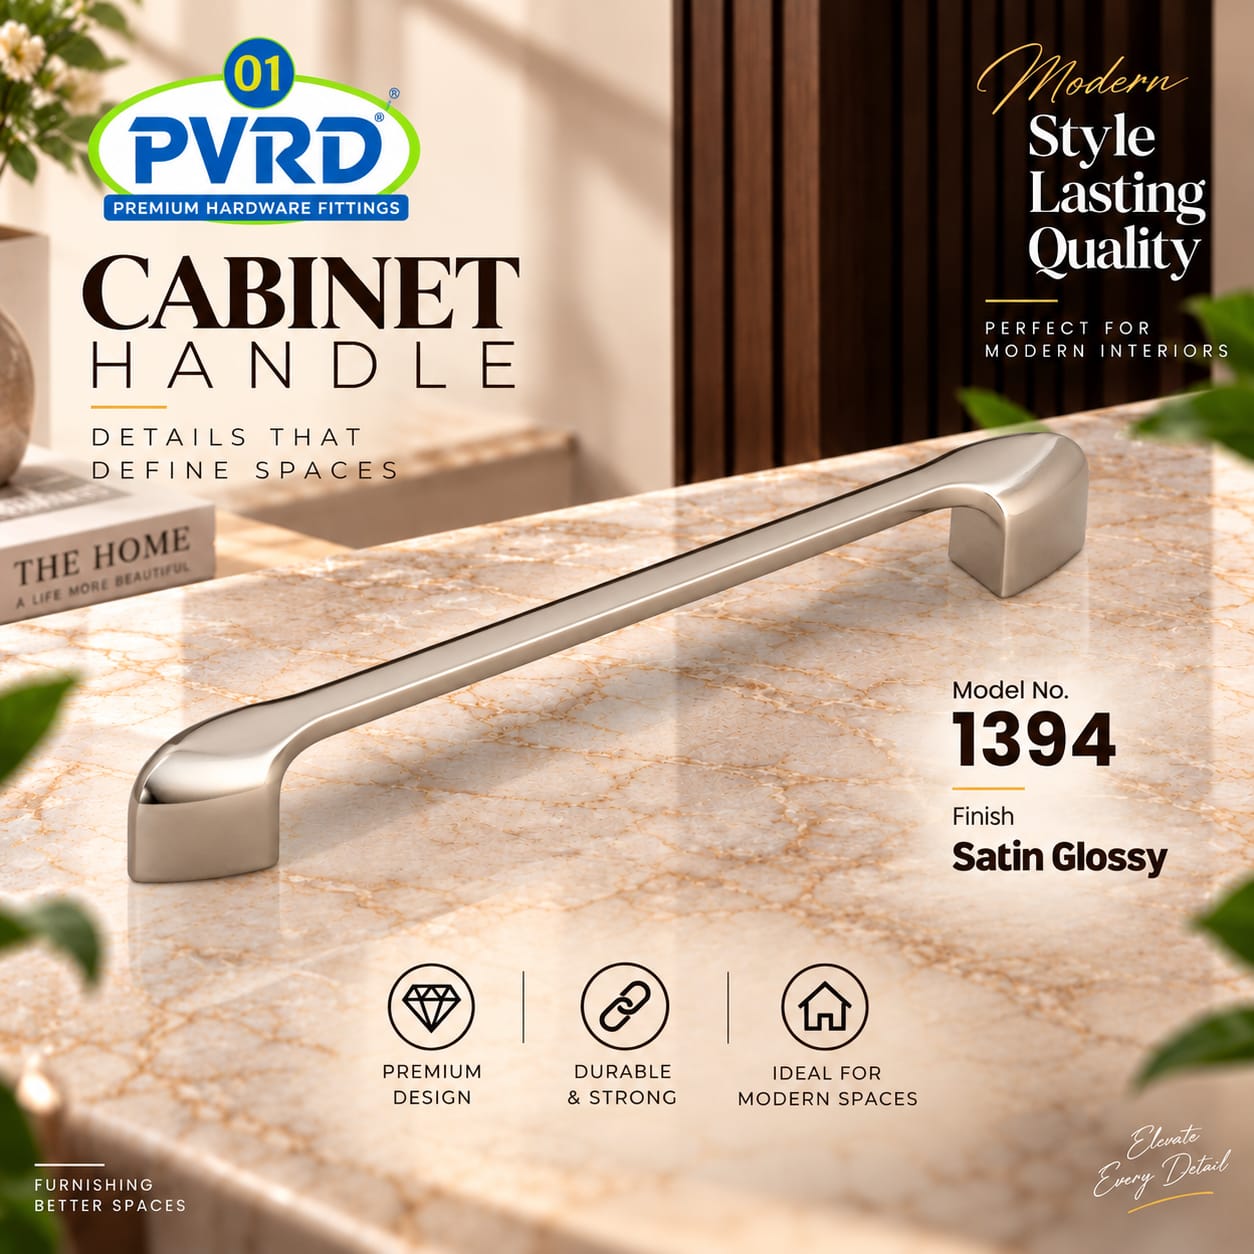 01
PVRD®
®
PREMIUM HARDWARE FITTINGS
CABINET
HANDLE
DETAILS THAT
DEFINE SPACES
Modern
Style
Lasting
Quality
PERFECT FOR
MODERN INTERIORS
THE HOME
A LIFE MORE BEAUTIFUL
Model No.
1394
Finish
Satin Glossy
PREMIUM
DESIGN
DURABLE
& STRONG
IDEAL FOR
MODERN SPACES
FURNISHING
BETTER SPACES
Elevate
Every Detail